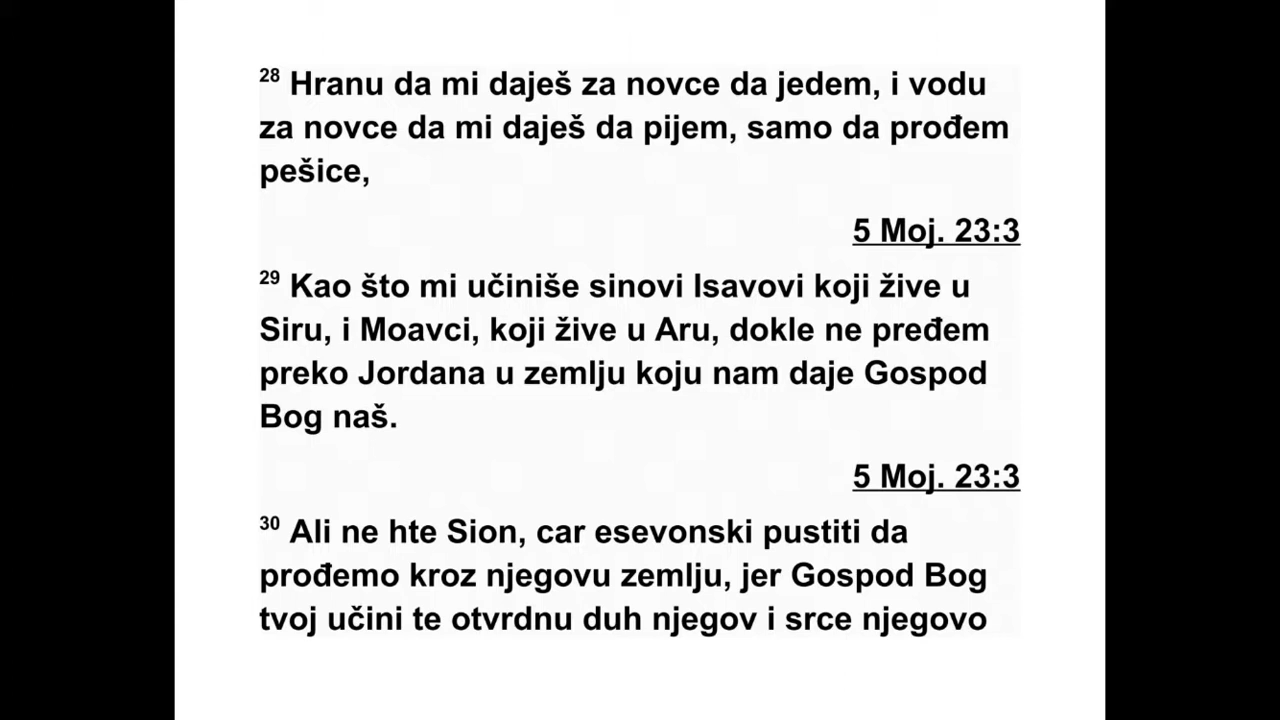 28 Hranu da mi daješ za novce da jedem, i vodu
za novce da mi daješ da pijem, samo da prođem
pešice,
5 Moj. 23:3
29 Kao što mi učiniše sinovi Isavovi koji žive u
Siru, i Moavci, koji žive u Aru, dokle ne pređem
preko Jordana u zemlju koju nam daje Gospod
Bog naš.
5 Moj. 23:3
30 Ali ne hte Sion, car esevonski pustiti da
prođemo kroz njegovu zemlju, jer Gospod Bog
tvoj učini te otvrdnu duh njegov i srce njegovo